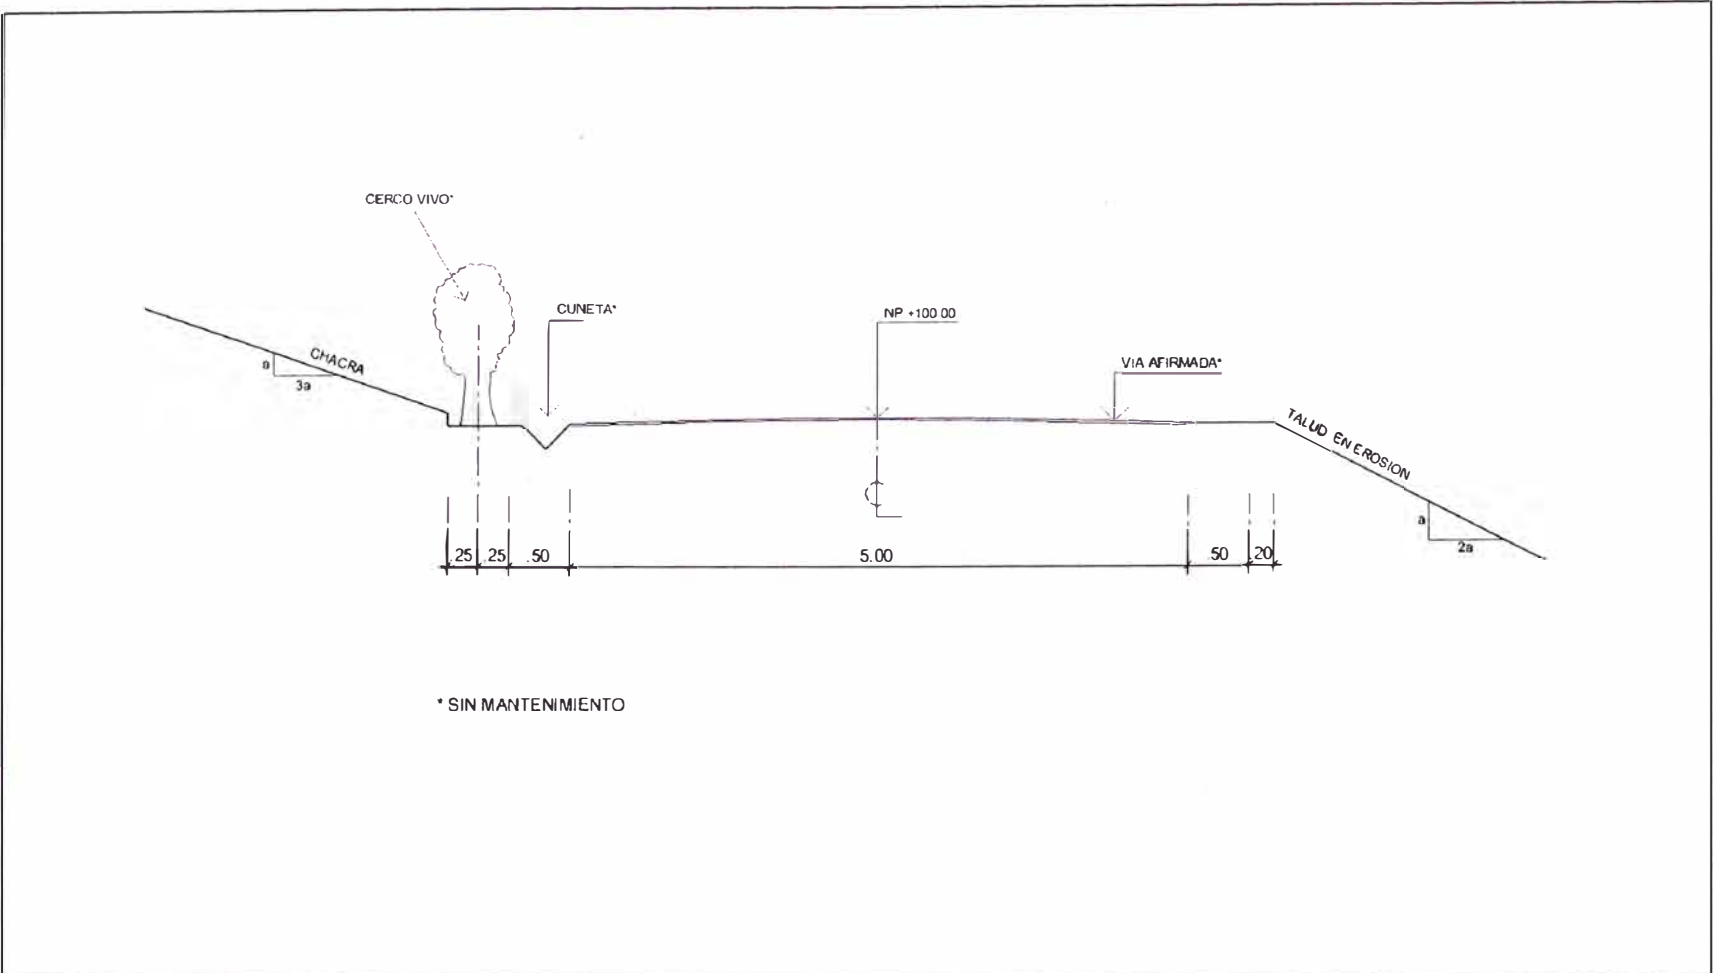 CERCO VIVO*
CUNETA*
NP +100 00
VIA AFIRMADA*
CHACRA
a
3a
TALUD EN EROSION
a
2a
.25 .25 .50 5.00 .50 .20
* SIN MANTENIMIENTO